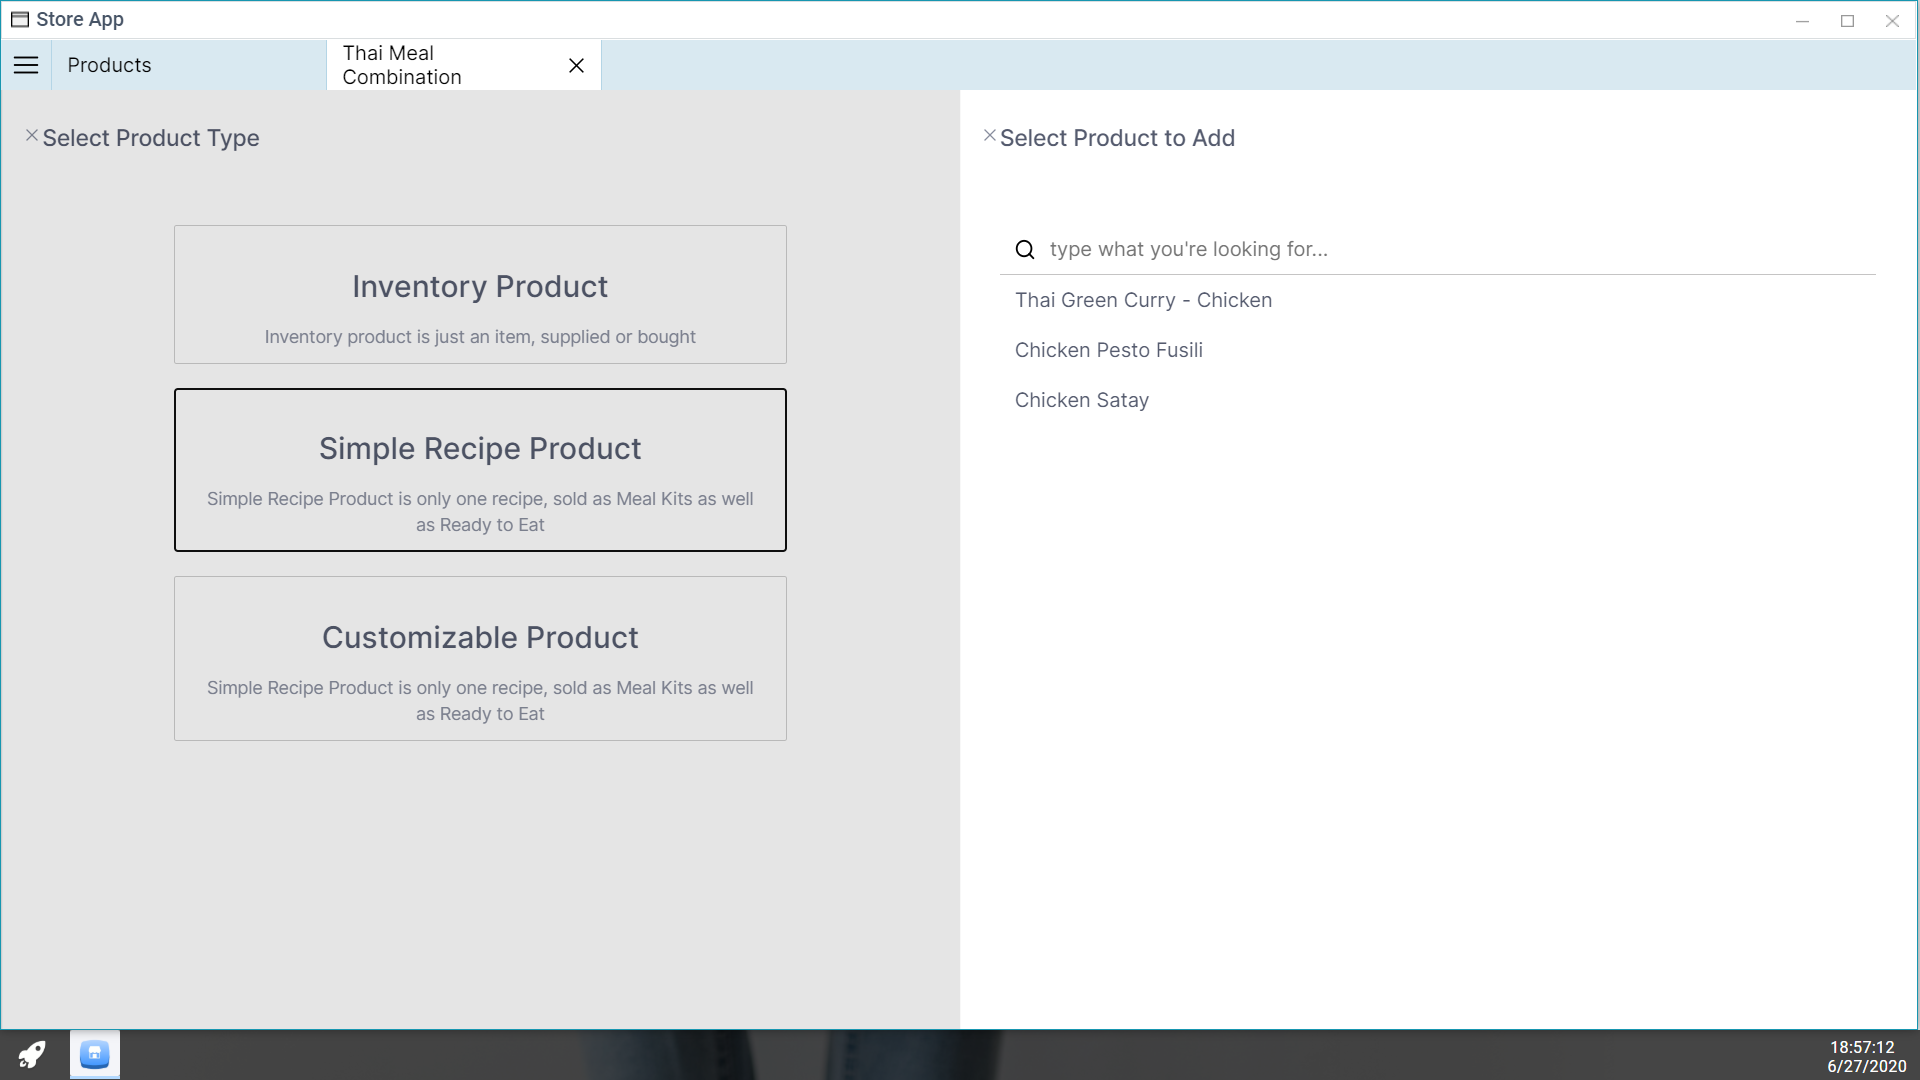 Store App
Products
Thai Meal
Combination
Select Product Type
Inventory Product
Inventory product is just an item, supplied or bought
Simple Recipe Product
Simple Recipe Product is only one recipe, sold as Meal Kits as well
as Ready to Eat
Customizable Product
Simple Recipe Product is only one recipe, sold as Meal Kits as well
as Ready to Eat
Select Product to Add
type what you're looking for...
Thai Green Curry - Chicken
Chicken Pesto Fusili
Chicken Satay
18:57:12
6/27/2020